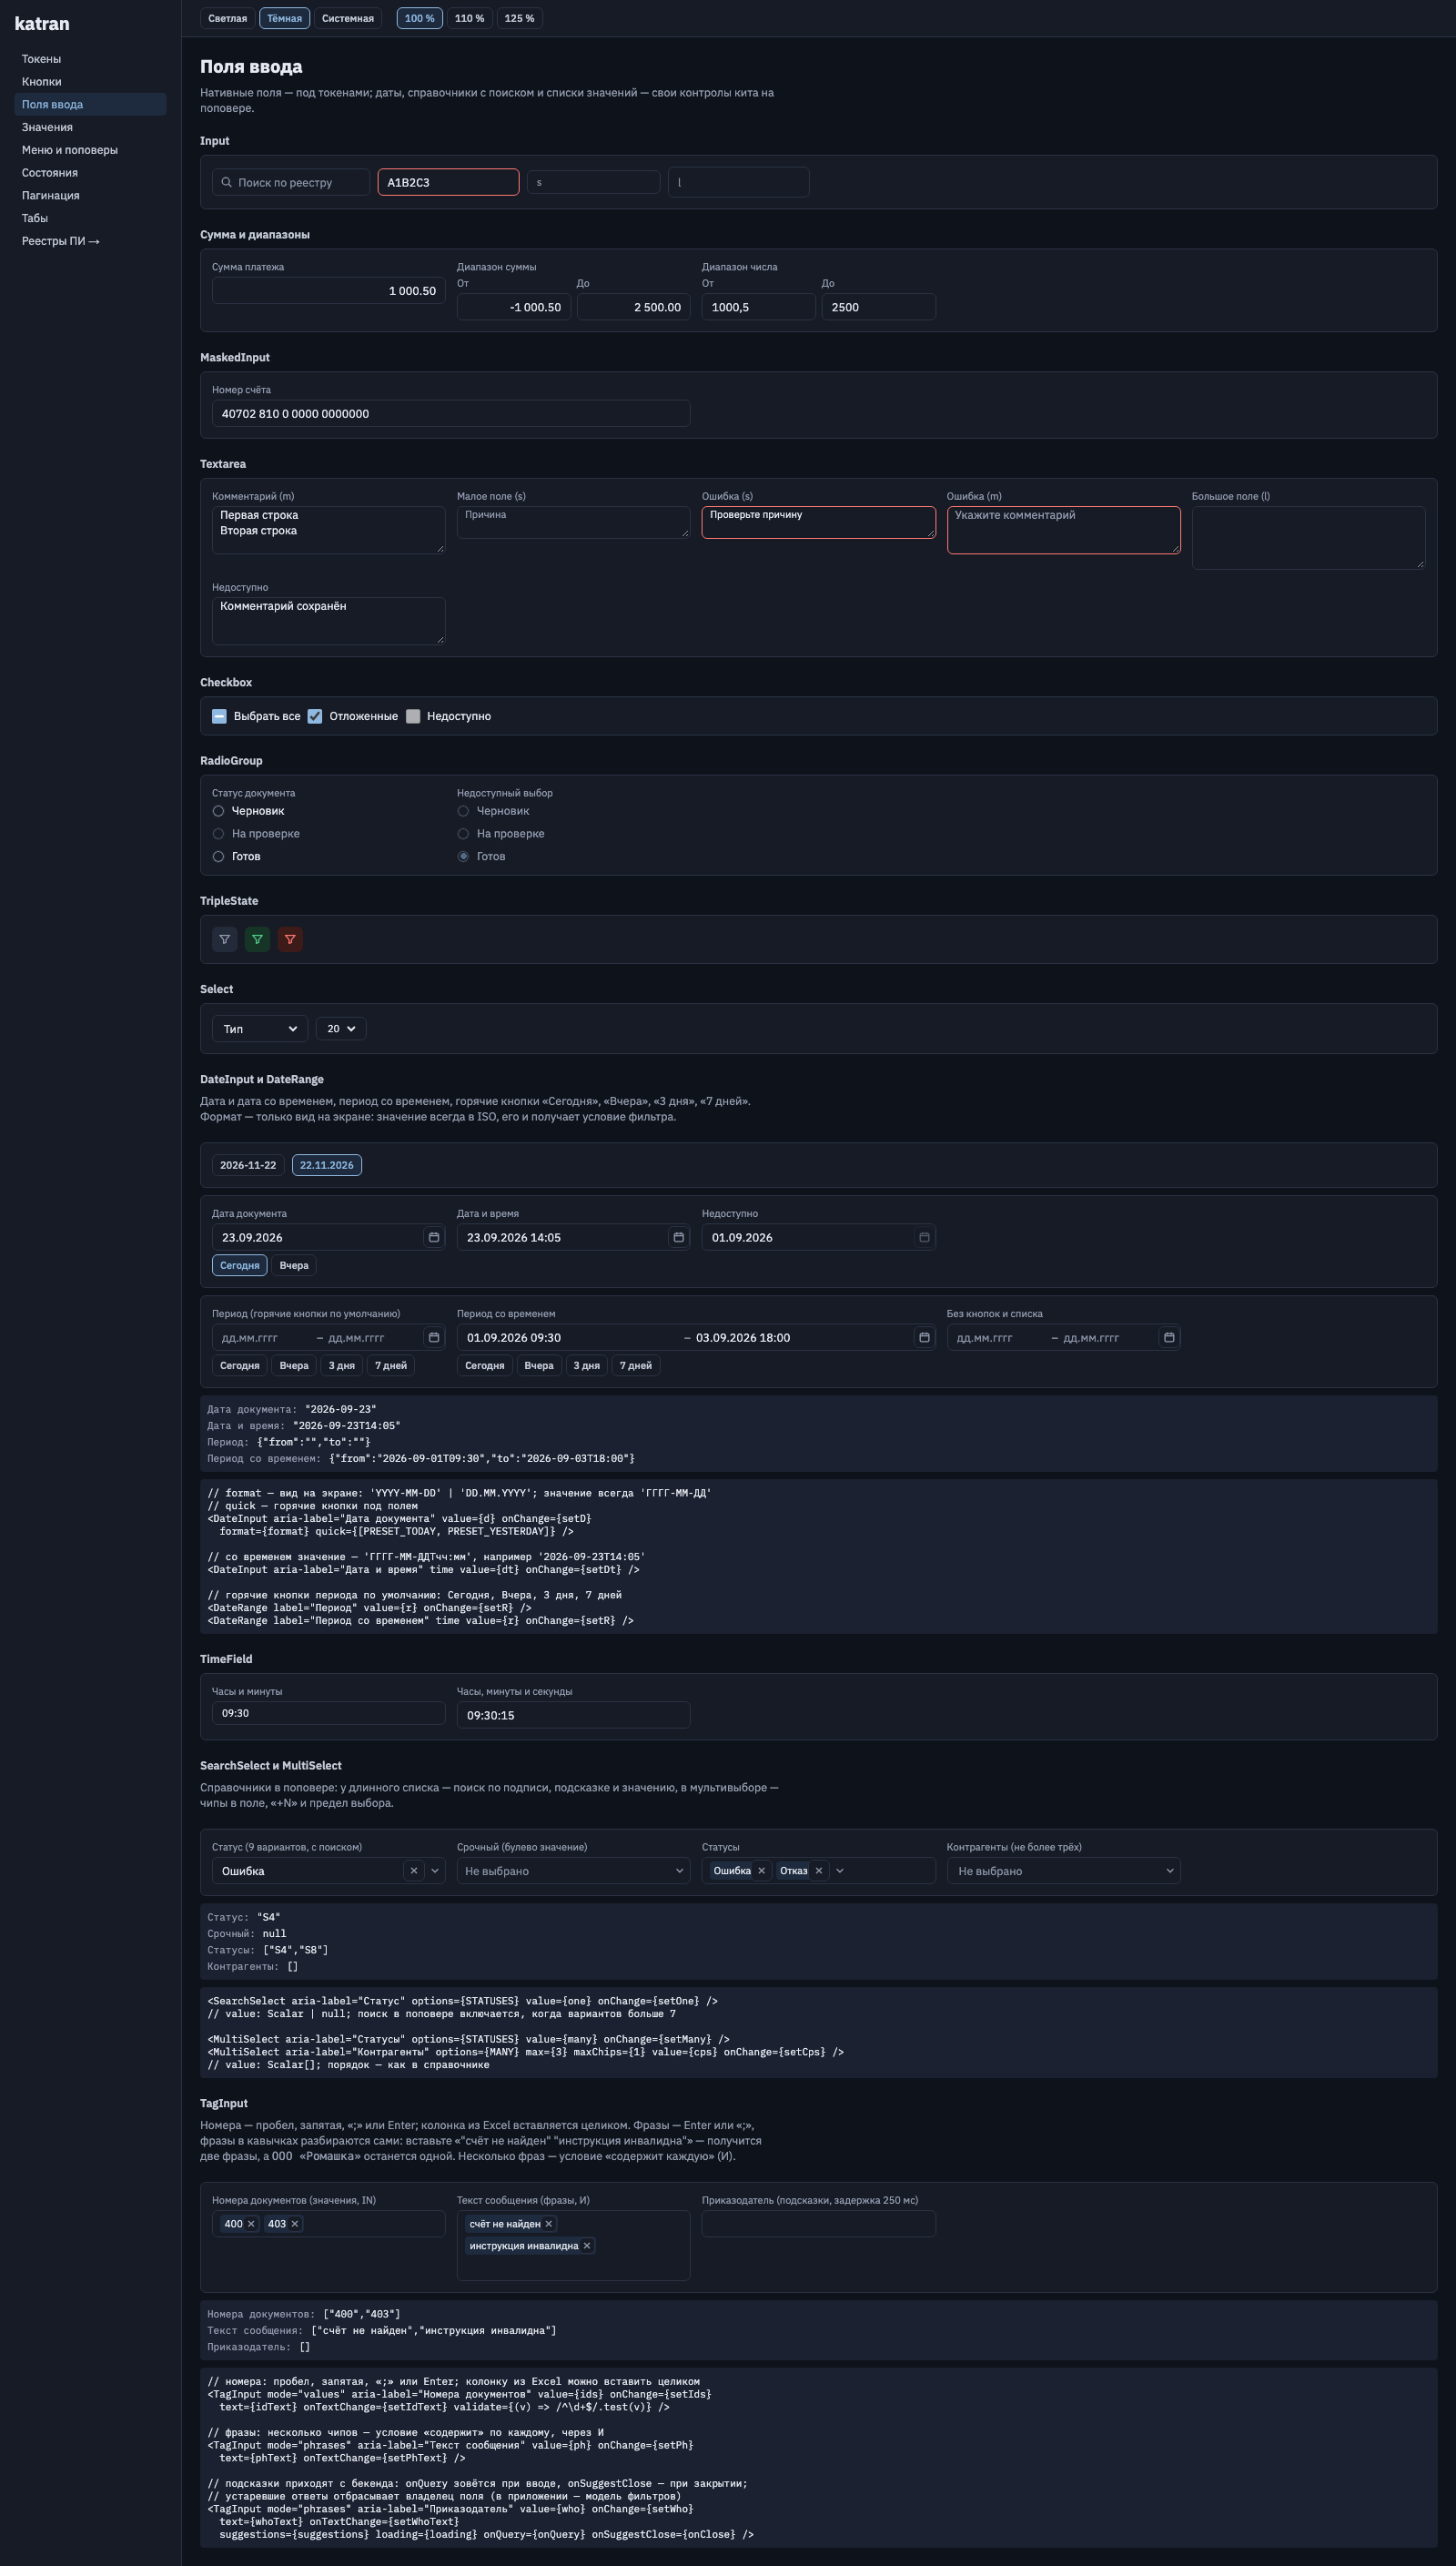 katran
Токены
Кнопки
Поля ввода
Значения
Меню и поповеры
Состояния
Пагинация
Табы
Реестры ПИ →
Светлая Тёмная Системная 100 % 110 % 125 %
Поля ввода
Нативные поля — под токенами; даты, справочники с поиском и списки значений — свои контролы кита на
поповере.
Input
Поиск по реестру A1B2C3 s l
Сумма и диапазоны
Сумма платежа Диапазон суммы Диапазон числа
От До От До
1 000.50 -1 000.50 2 500.00 1000,5 2500
MaskedInput
Номер счёта
40702 810 0 0000 0000000
Textarea
Комментарий (m) Малое поле (s) Ошибка (s) Ошибка (m) Большое поле (l)
Первая строка Причина Проверьте причину Укажите комментарий
Вторая строка
Недоступно
Комментарий сохранён
Checkbox
Выбрать все Отложенные Недоступно
RadioGroup
Статус документа Недоступный выбор
Черновик Черновик
На проверке На проверке
Готов Готов
TripleState
Select
Тип 20
DateInput и DateRange
Дата и дата со временем, период со временем, горячие кнопки «Сегодня», «Вчера», «3 дня», «7 дней».
Формат — только вид на экране: значение всегда в ISO, его и получает условие фильтра.
2026-11-22 22.11.2026
Дата документа Дата и время Недоступно
23.09.2026 23.09.2026 14:05 01.09.2026
Сегодня Вчера
Период (горячие кнопки по умолчанию) Период со временем Без кнопок и списка
дд.мм.гггг – дд.мм.гггг 01.09.2026 09:30 – 03.09.2026 18:00 дд.мм.гггг – дд.мм.гггг
Сегодня Вчера 3 дня 7 дней Сегодня Вчера 3 дня 7 дней
Дата документа: "2026-09-23"
Дата и время: "2026-09-23T14:05"
Период: {"from":"","to":""}
Период со временем: {"from":"2026-09-01T09:30","to":"2026-09-03T18:00"}
// format — вид на экране: 'YYYY-MM-DD' | 'DD.MM.YYYY'; значение всегда 'ГГГГ-ММ-ДД'
// quick — горячие кнопки под полем
<DateInput aria-label="Дата документа" value={d} onChange={setD}
  format={format} quick={[PRESET_TODAY, PRESET_YESTERDAY]} />
// со временем значение — 'ГГГГ-ММ-ДДТчч:мм', например '2026-09-23T14:05'
<DateInput aria-label="Дата и время" time value={dt} onChange={setDt} />
// горячие кнопки периода по умолчанию: Сегодня, Вчера, 3 дня, 7 дней
<DateRange label="Период" value={r} onChange={setR} />
<DateRange label="Период со временем" time value={r} onChange={setR} />
TimeField
Часы и минуты Часы, минуты и секунды
09:30 09:30:15
SearchSelect и MultiSelect
Справочники в поповере: у длинного списка — поиск по подписи, подсказке и значению, в мультивыборе —
чипы в поле, «+N» и предел выбора.
Статус (9 вариантов, с поиском) Срочный (булево значение) Статусы Контрагенты (не более трёх)
Ошибка Не выбрано Ошибка Отказ Не выбрано
Статус: "S4"
Срочный: null
Статусы: ["S4","S8"]
Контрагенты: []
<SearchSelect aria-label="Статус" options={STATUSES} value={one} onChange={setOne} />
// value: Scalar | null; поиск в поповере включается, когда вариантов больше 7
<MultiSelect aria-label="Статусы" options={STATUSES} value={many} onChange={setMany} />
<MultiSelect aria-label="Контрагенты" options={MANY} max={3} maxChips={1} value={cps} onChange={setCps} />
// value: Scalar[]; порядок — как в справочнике
TagInput
Номера — пробел, запятая, «;» или Enter; колонка из Excel вставляется целиком. Фразы — Enter или «;»,
фразы в кавычках разбираются сами: вставьте «"счёт не найден" "инструкция инвалидна"» — получится
две фразы, а ООО «Ромашка» останется одной. Несколько фраз — условие «содержит каждую» (И).
Номера документов (значения, IN) Текст сообщения (фразы, И) Приказодатель (подсказки, задержка 250 мс)
400 403 счёт не найден
инструкция инвалидна
Номера документов: ["400","403"]
Текст сообщения: ["счёт не найден","инструкция инвалидна"]
Приказодатель: []
// номера: пробел, запятая, «;» или Enter; колонку из Excel можно вставить целиком
<TagInput mode="values" aria-label="Номера документов" value={ids} onChange={setIds}
  text={idText} onTextChange={setIdText} validate={(v) => /^\d+$/.test(v)} />
// фразы: несколько чипов — условие «содержит» по каждому, через И
<TagInput mode="phrases" aria-label="Текст сообщения" value={ph} onChange={setPh}
  text={phText} onTextChange={setPhText} />
// подсказки приходят с бекенда: onQuery зовётся при вводе, onSuggestClose — при закрытии;
// устаревшие ответы отбрасывает владелец поля (в приложении — модель фильтров)
<TagInput mode="phrases" aria-label="Приказодатель" value={who} onChange={setWho}
  text={whoText} onTextChange={setWhoText}
  suggestions={suggestions} loading={loading} onQuery={onQuery} onSuggestClose={onClose} />